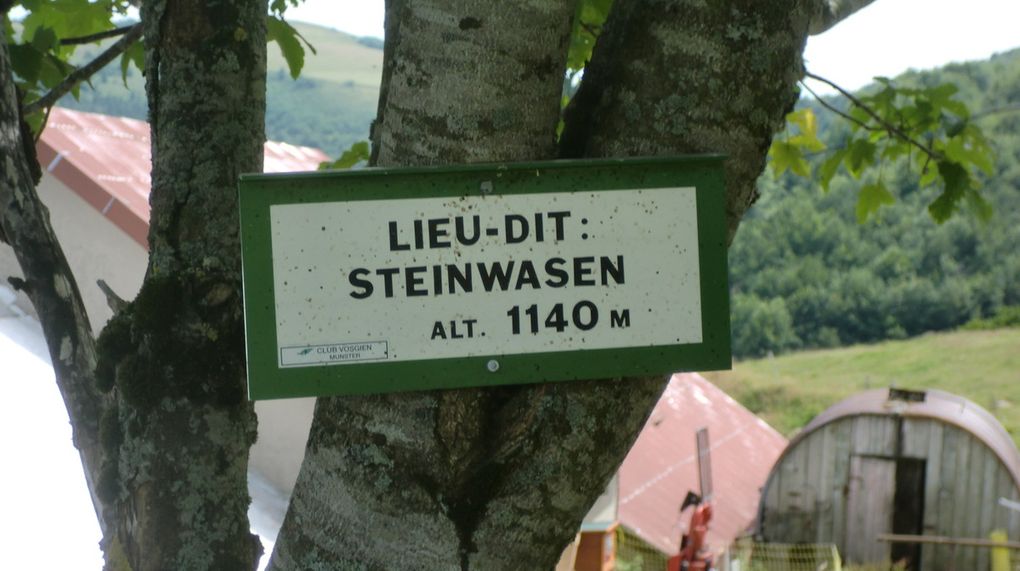 LIEU-DIT:
STEINWASEN
ALT. 1140 M
CLUB VOSGIEN
MUNSTER